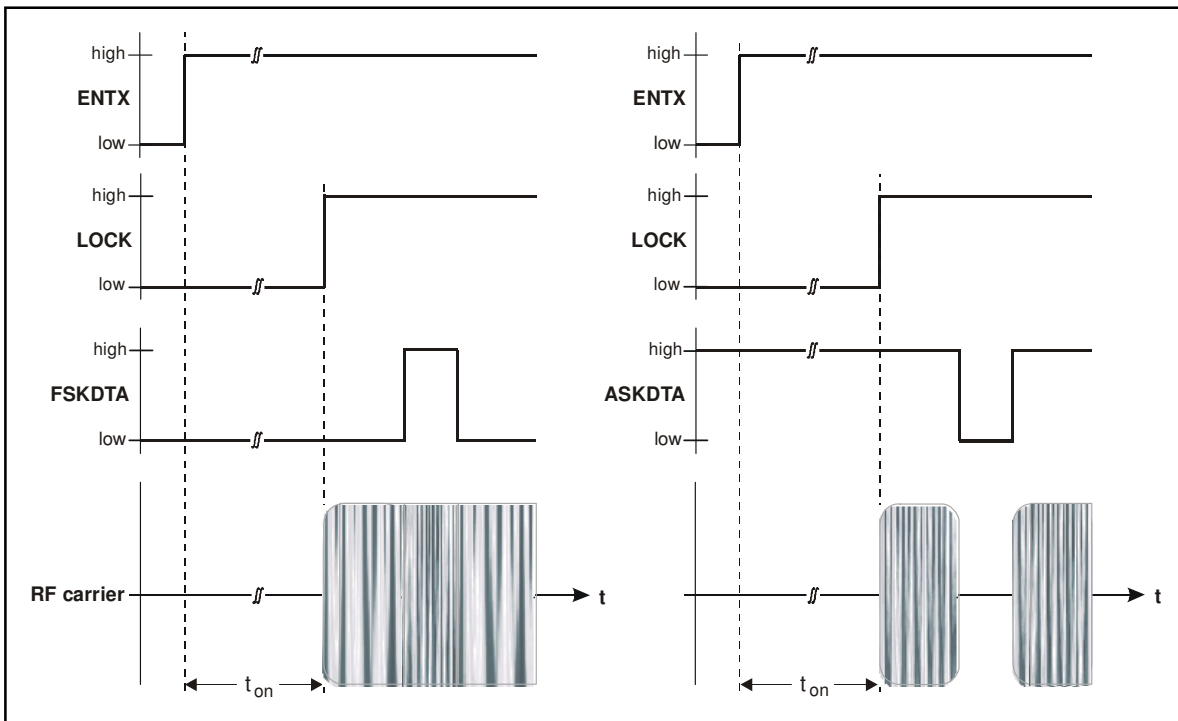 high
ENTX
low
high
LOCK
low
high
FSKDTA
low
RF carrier
t
t on
high
ENTX
low
high
LOCK
low
high
ASKDTA
low
t
t on